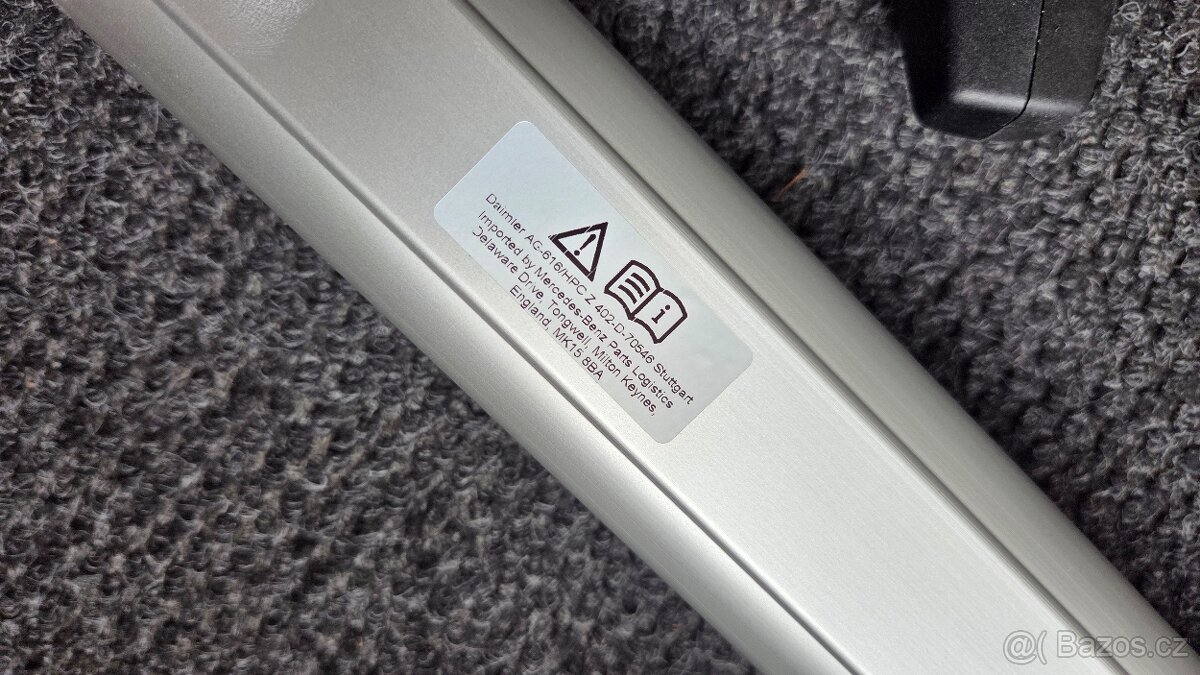 Daimler AG-616/HPC Z 402-D-70546 Stuttgart
Imported by Mercedes-Benz Parts Logistics
Delaware Drive, Tongwell, Milton Keynes,
England, MK15 8BA
@( Bazos.cz